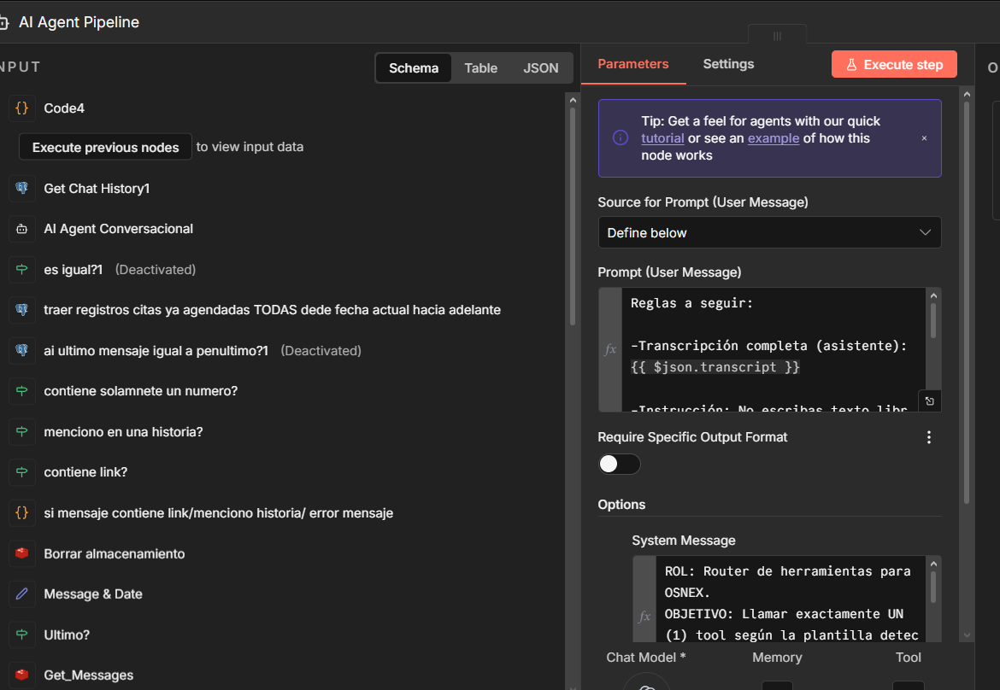 AI Agent Pipeline
NPUT
Schema
Table
JSON
Code4
Execute previous nodes to view input data
Get Chat History1
AI Agent Conversacional
es igual?1 (Deactivated)
traer registros citas ya agendadas TODAS dede fecha actual hacia adelante
ai ultimo mensaje igual a penultimo?1 (Deactivated)
contiene solamnete un numero?
menciono en una historia?
contiene link?
si mensaje contiene link/menciono historia/ error mensaje
Borrar almacenamiento
Message & Date
Ultimo?
Get_Messages
Parameters
Settings
Execute step
O
Tip: Get a feel for agents with our quick
tutorial or see an example of how this
node works
×
Source for Prompt (User Message)
Define below
Prompt (User Message)
fx
Reglas a seguir:
-Transcripción completa (asistente):
{{ $json.transcript }}
-Instrucción: No escribas texto libr
Require Specific Output Format
Options
System Message
fx
ROL: Router de herramientas para
OSNEX.
OBJETIVO: Llamar exactamente UN
(1) tool según la plantilla detec
Chat Model *
Memory
Tool